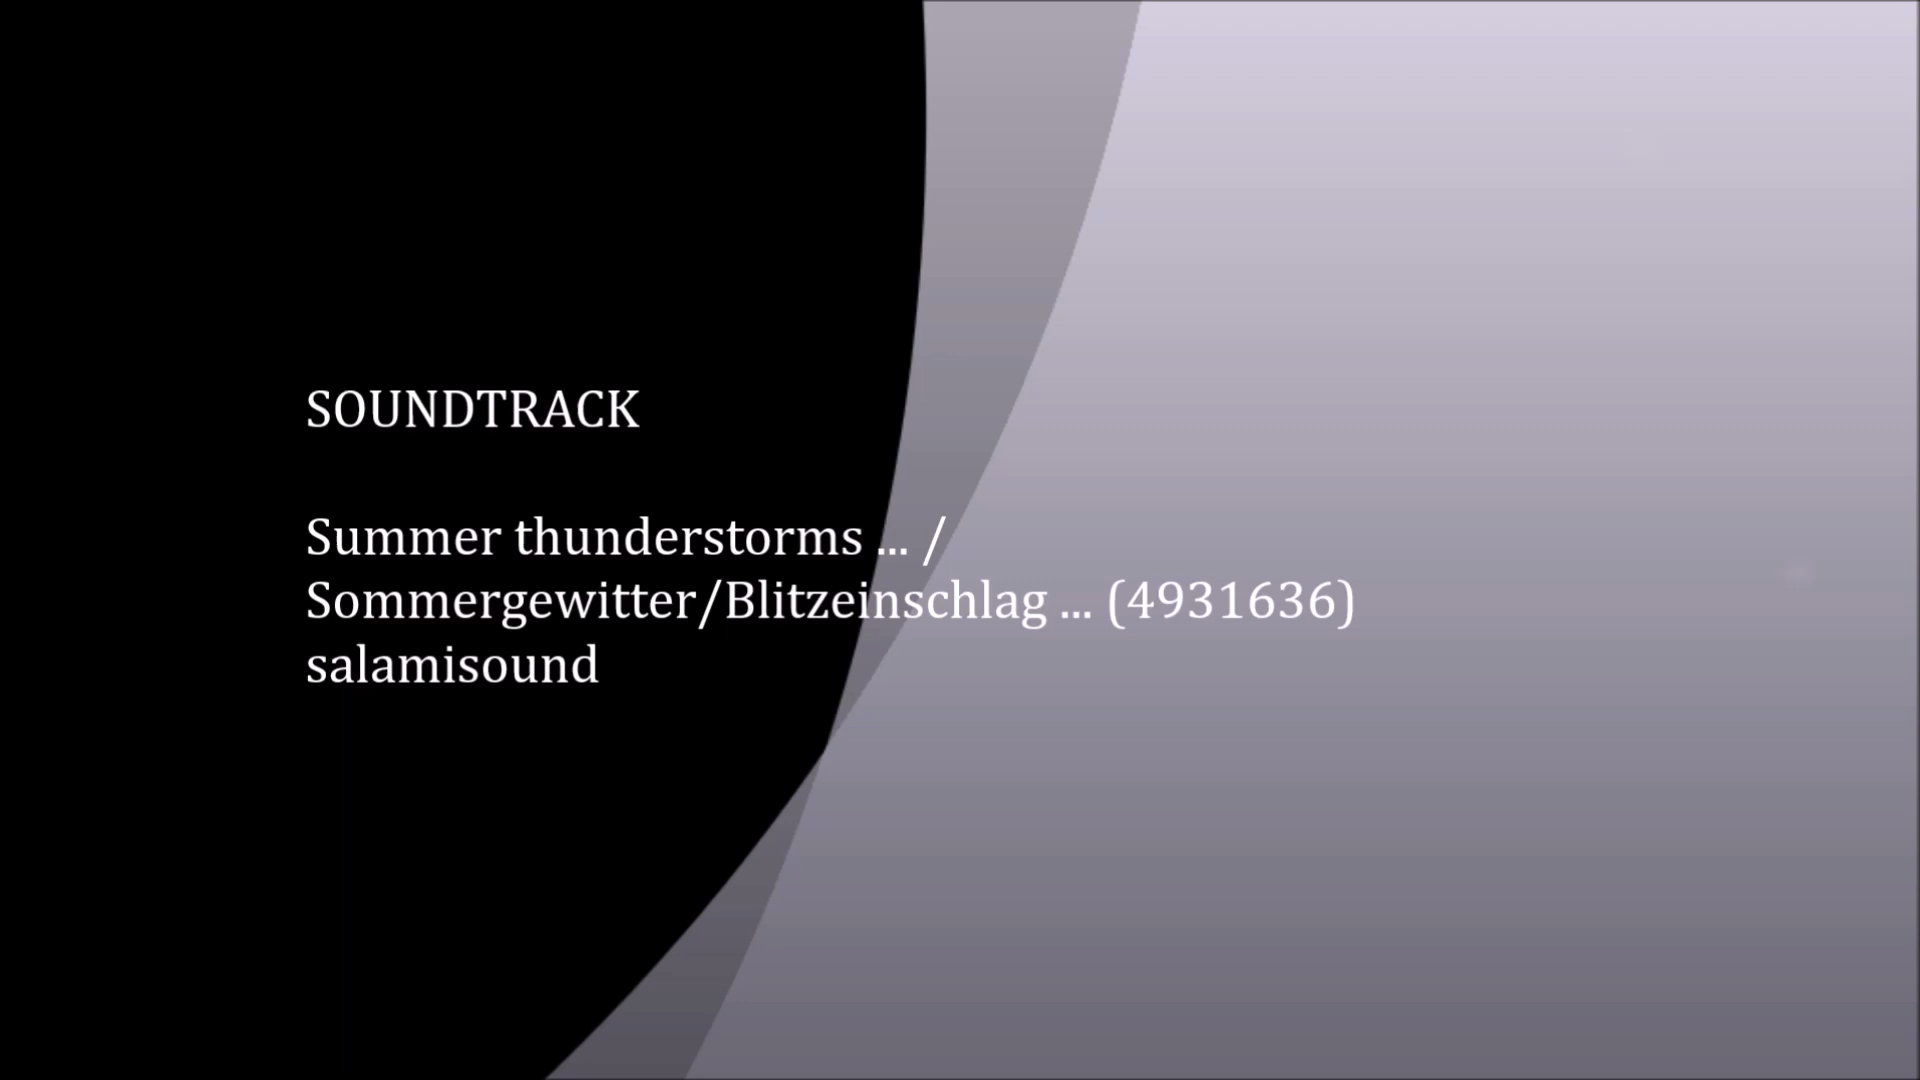 SOUNDTRACK
Summer thunderstorms ... /
Sommergewitter/Blitzeinschlag ... (4931636)
salamisound